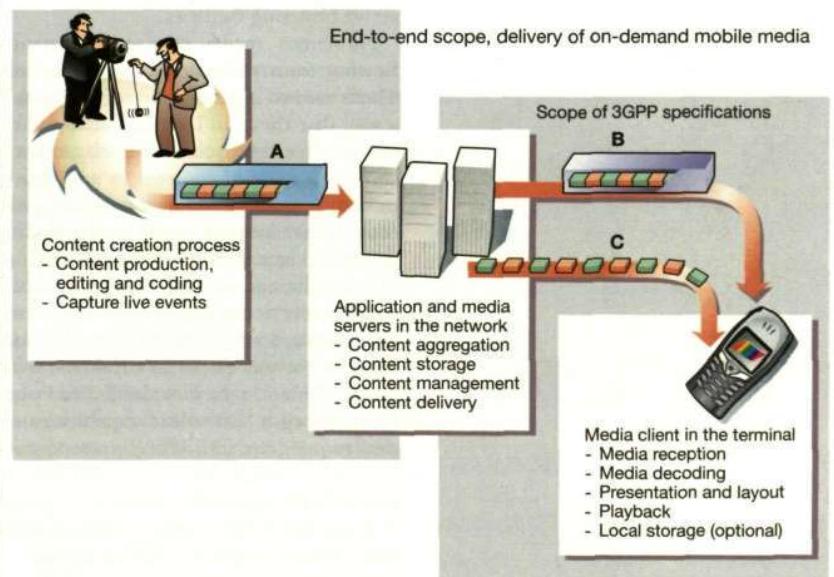 End-to-end scope, delivery of on-demand mobile media
Scope of 3GPP specifications
A
B
C
Content creation process
- Content production,
editing and coding
- Capture live events
Application and media
servers in the network
- Content aggregation
- Content storage
- Content management
- Content delivery
Media client in the terminal
- Media reception
- Media decoding
- Presentation and layout
- Playback
- Local storage (optional)